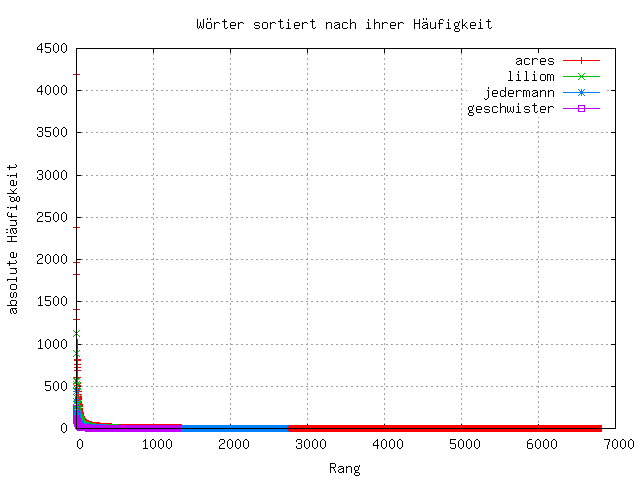 Wörter sortiert nach ihrer Häufigkeit
4500
4000
3500
3000
2500
2000
1500
1000
500
0
absolute Häufigkeit
acres
liliom
jedermann
geschwister
0 1000 2000 3000 4000 5000 6000 7000
Rang